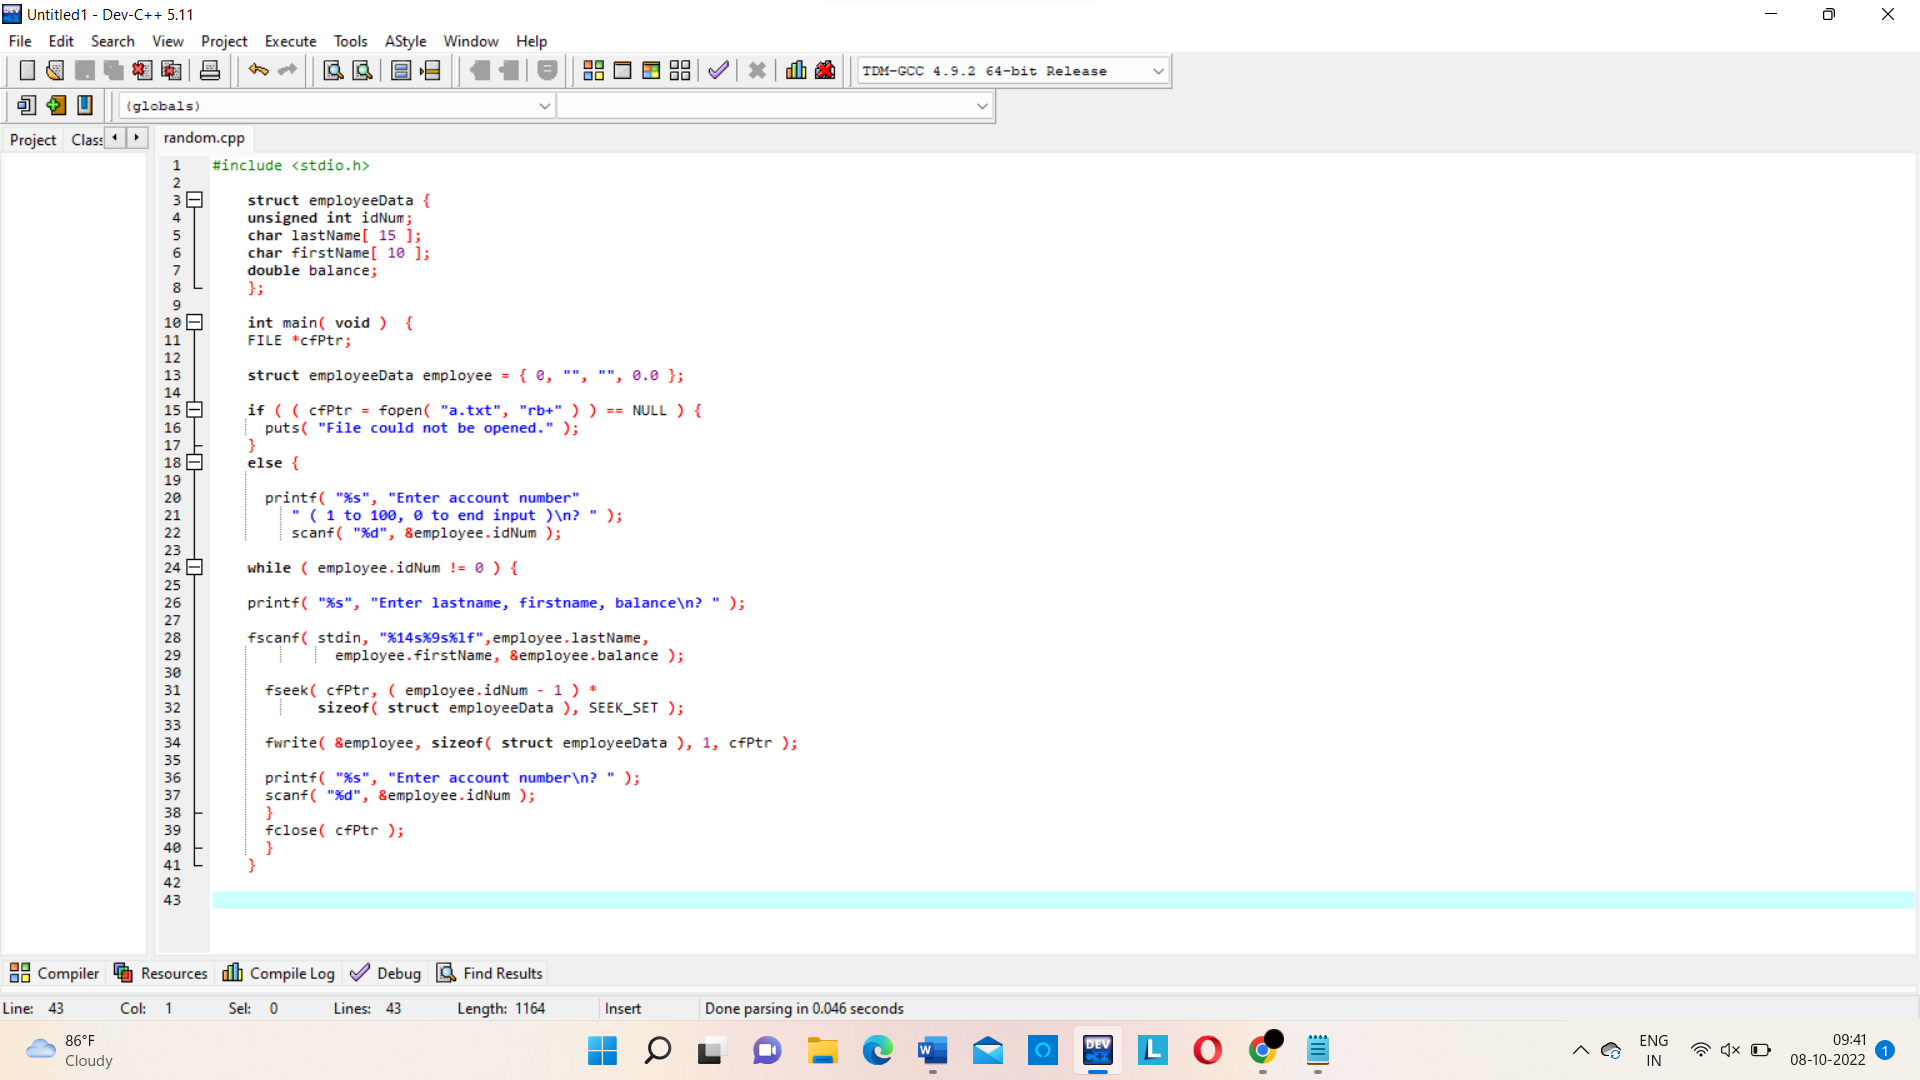 Untitled1 - Dev-C++ 5.11
File Edit Search View Project Execute Tools AStyle Window Help
TDM-GCC 4.9.2 64-bit Release
(globals)
Project Clas
random.cpp
1 #include <stdio.h>
2
3 struct employeeData {
4 unsigned int idNum;
5 char lastName[ 15 ];
6 char firstName[ 10 ];
7 double balance;
8 };
9
10 int main( void )  {
11 FILE *cfPtr;
12
13 struct employeeData employee = { 0, "", "", 0.0 };
14
15 if ( ( cfPtr = fopen( "a.txt", "rb+" ) ) == NULL ) {
16 puts( "File could not be opened." );
17 }
18 else {
19
20 printf( "%s", "Enter account number"
21 " ( 1 to 100, 0 to end input )\n? " );
22 scanf( "%d", &employee.idNum );
23
24 while ( employee.idNum != 0 ) {
25
26 printf( "%s", "Enter lastname, firstname, balance\n? " );
27
28 fscanf( stdin, "%14s%9s%lf",employee.lastName,
29 employee.firstName, &employee.balance );
30
31 fseek( cfPtr, ( employee.idNum - 1 ) *
32 sizeof( struct employeeData ), SEEK_SET );
33
34 fwrite( &employee, sizeof( struct employeeData ), 1, cfPtr );
35
36 printf( "%s", "Enter account number\n? " );
37 scanf( "%d", &employee.idNum );
38 }
39 fclose( cfPtr );
40 }
41 }
42
43
Compiler Resources Compile Log Debug Find Results
Line: 43 Col: 1 Sel: 0 Lines: 43 Length: 1164 Insert Done parsing in 0.046 seconds
86°F
Cloudy
W
DEV C++
L
ENG
IN
09:41
08-10-2022
1